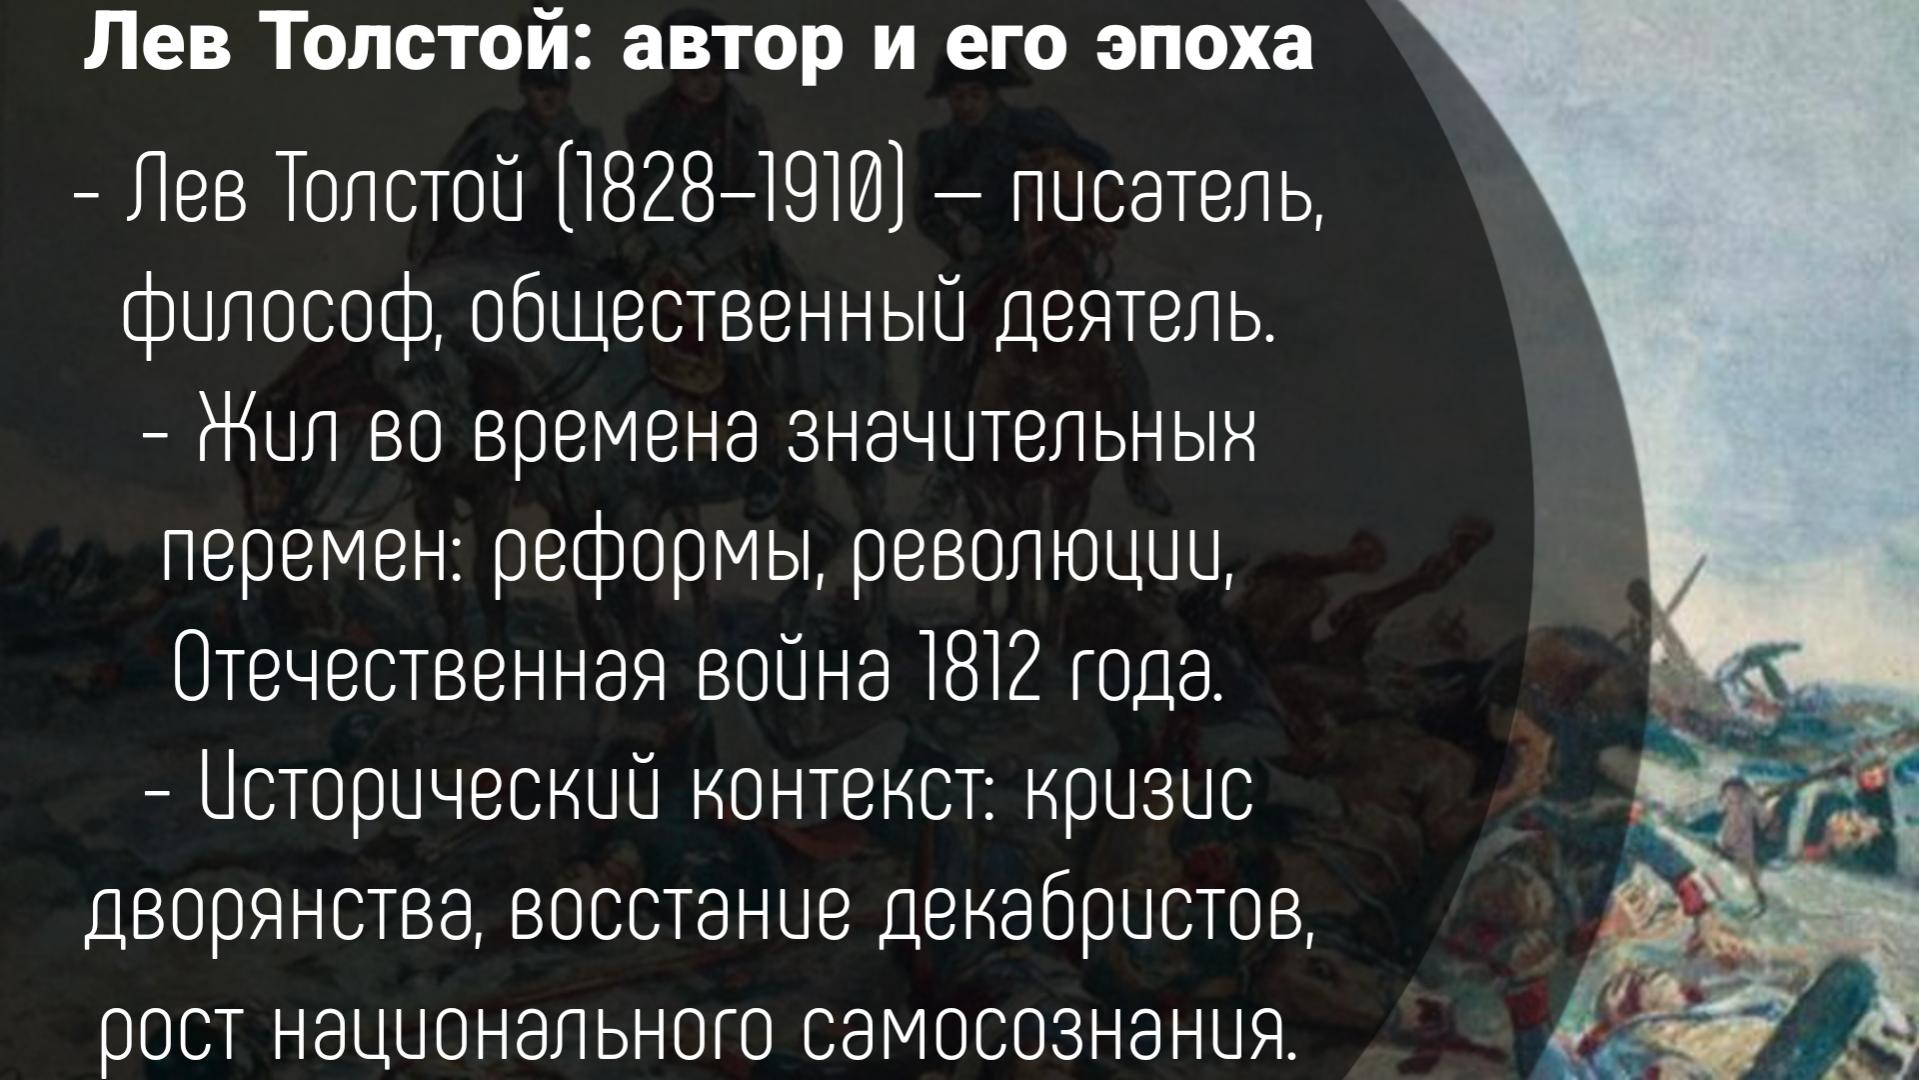 Лев Толстой: автор и его эпоха
- Лев Толстой (1828–1910) — писатель,
философ, общественный деятель.
- Жил во времена значительных
перемен: реформы, революции,
Отечественная война 1812 года.
- Исторический контекст: кризис
дворянства, восстание декабристов,
рост национального самосознания.